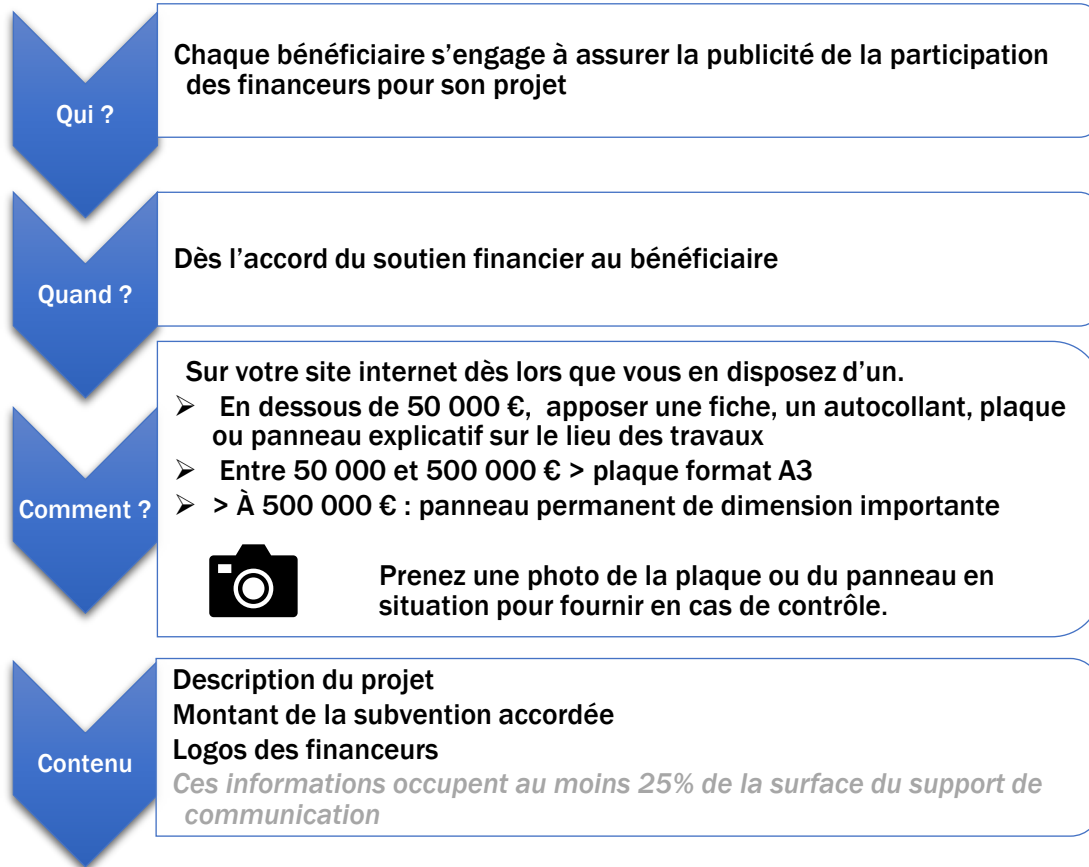 Qui ?
Chaque bénéficiaire s'engage à assurer la publicité de la participation
des financeurs pour son projet
Quand ?
Dès l'accord du soutien financier au bénéficiaire
Comment ?
Sur votre site internet dès lors que vous en disposez d'un.
➢ En dessous de 50 000 €, apposer une fiche, un autocollant, plaque
ou panneau explicatif sur le lieu des travaux
➢ Entre 50 000 et 500 000 € > plaque format A3
➢ > À 500 000 € : panneau permanent de dimension importante
Prenez une photo de la plaque ou du panneau en
situation pour fournir en cas de contrôle.
Contenu
Description du projet
Montant de la subvention accordée
Logos des financeurs
Ces informations occupent au moins 25% de la surface du support de
communication